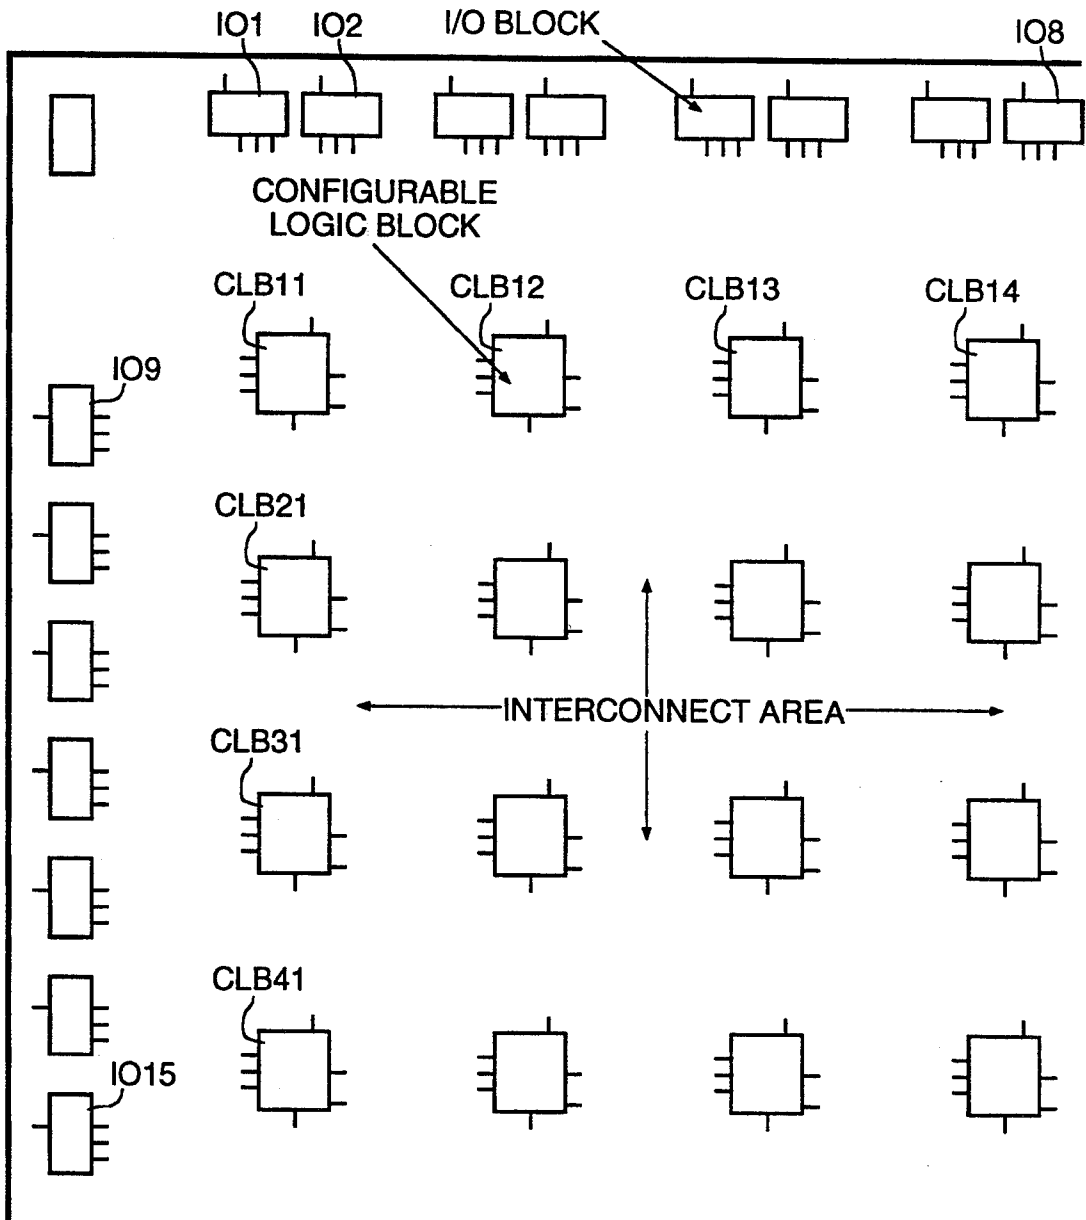 IO1
IO2
I/O BLOCK
IO8
CONFIGURABLE
LOGIC BLOCK
CLB11
CLB12
CLB13
CLB14
IO9
CLB21
INTERCONNECT AREA
CLB31
CLB41
IO15